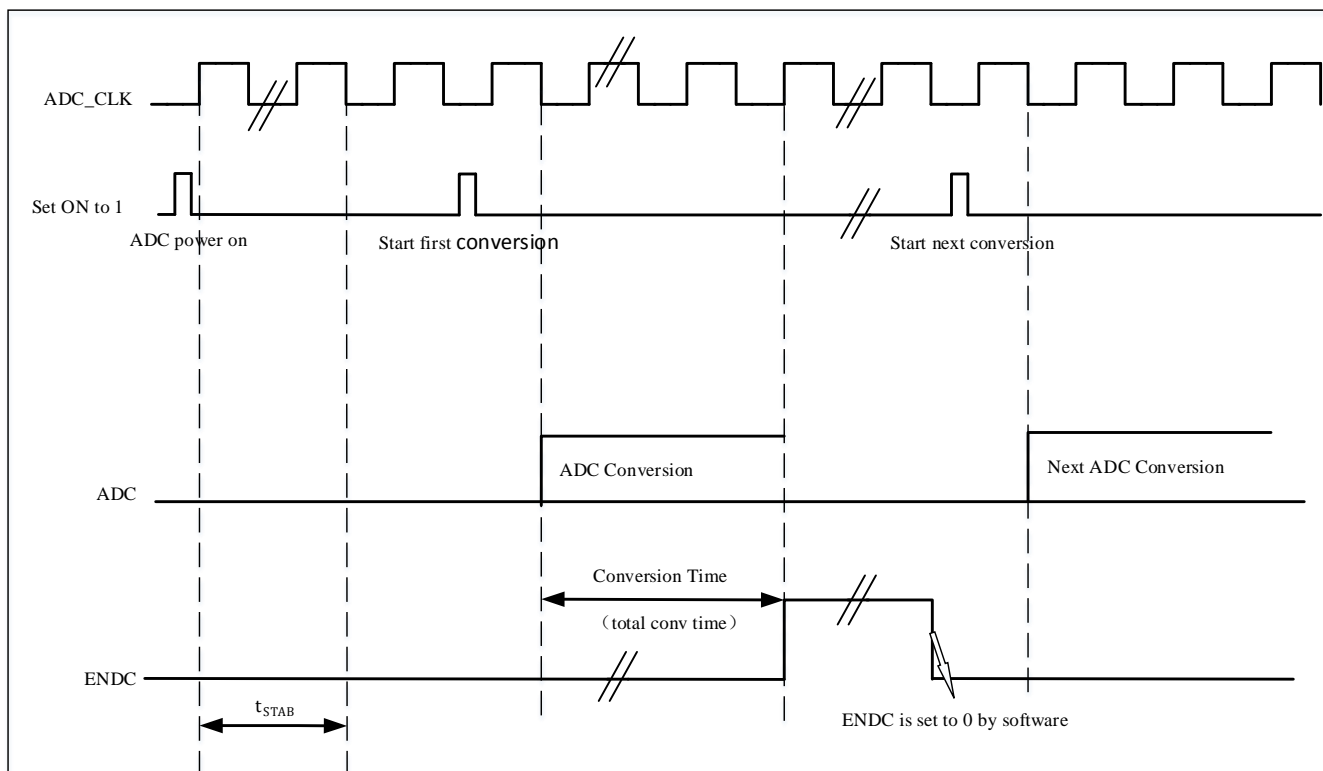 ADC_CLK
Set ON to 1
ADC power on
Start first conversion
Start next conversion
ADC Conversion
Next ADC Conversion
ADC
Conversion Time
（total conv time）
ENDC
tSTAB
ENDC is set to 0 by software